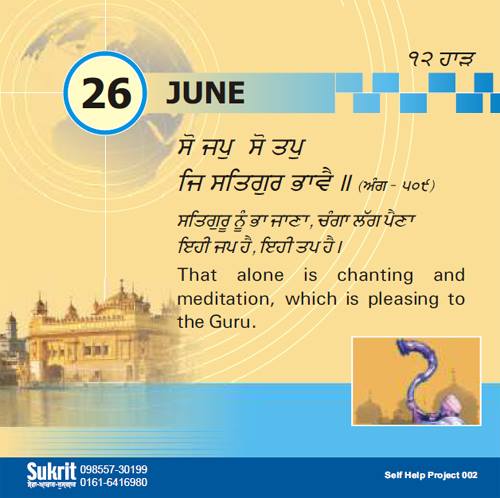 ੧੨ ਹਾੜ
26 JUNE
ਸੋ ਜਪੁ ਸੋ ਤਪੁ
ਜਿ ਸਤਿਗੁਰ ਭਾਵੈ ॥ (ਅੰਗ - ੫੦੯)
ਸਤਿਗੁਰੂ ਨੂੰ ਭਾ ਜਾਣਾ, ਚੰਗਾ ਲੱਗ ਪੈਣਾ
ਇਹੀ ਜਪ ਹੈ, ਇਹੀ ਤਪ ਹੈ।
That alone is chanting and
meditation, which is pleasing to
the Guru.
Sukrit 098557-30199
0161-6416980
Self Help Project 002